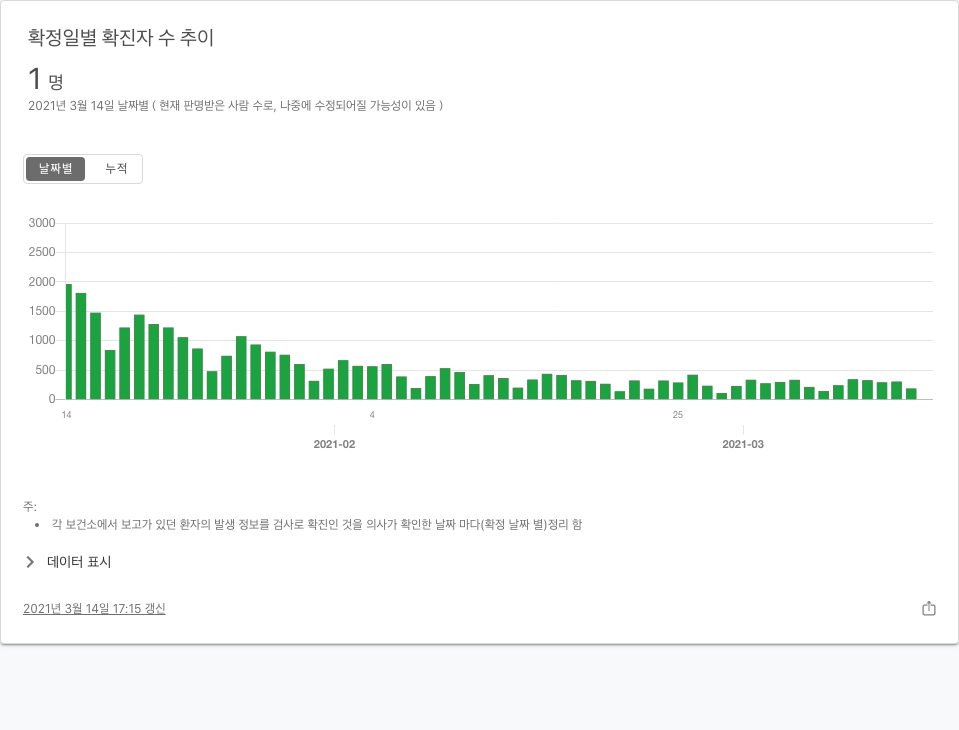 확정일별 확진자 수 추이
1 명
2021년 3월 14일 날짜별 ( 현재 판명받은 사람 수로, 나중에 수정되어질 가능성이 있음 )
날짜별 누적
3000
2500
2000
1500
1000
500
0
14 4 25
2021-02 2021-03
주:
• 각 보건소에서 보고가 있던 환자의 발생 정보를 검사로 확진인 것을 의사가 확인한 날짜 마다(확정 날짜 별)정리 함
데이터 표시
2021년 3월 14일 17:15 갱신